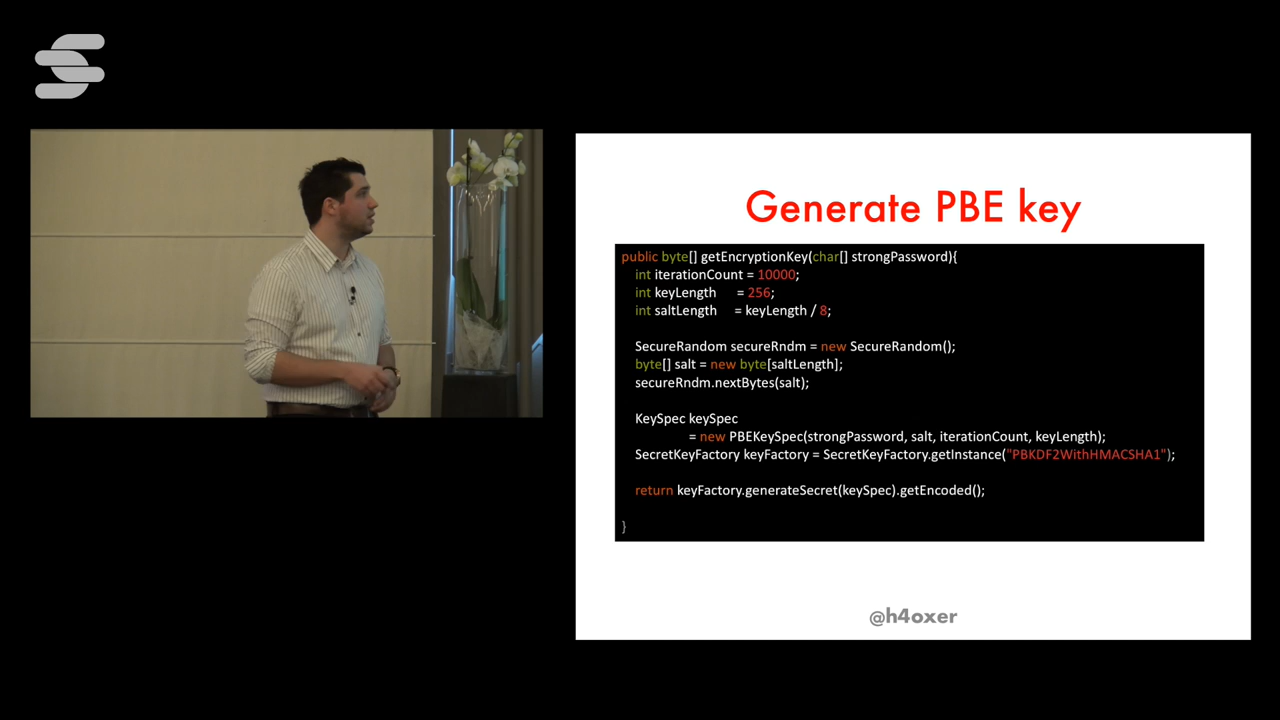 Generate PBE key
public byte[] getEncryptionKey(char[] strongPassword){
int iterationCount = 10000;
int keyLength = 256;
int saltLength = keyLength / 8;
SecureRandom secureRndm = new SecureRandom();
byte[] salt = new byte[saltLength];
secureRndm.nextBytes(salt);
KeySpec keySpec
= new PBEKeySpec(strongPassword, salt, iterationCount, keyLength);
SecretKeyFactory keyFactory = SecretKeyFactory.getInstance("PBKDF2WithHMACSHA1");
return keyFactory.generateSecret(keySpec).getEncoded();
}
@h4oxer